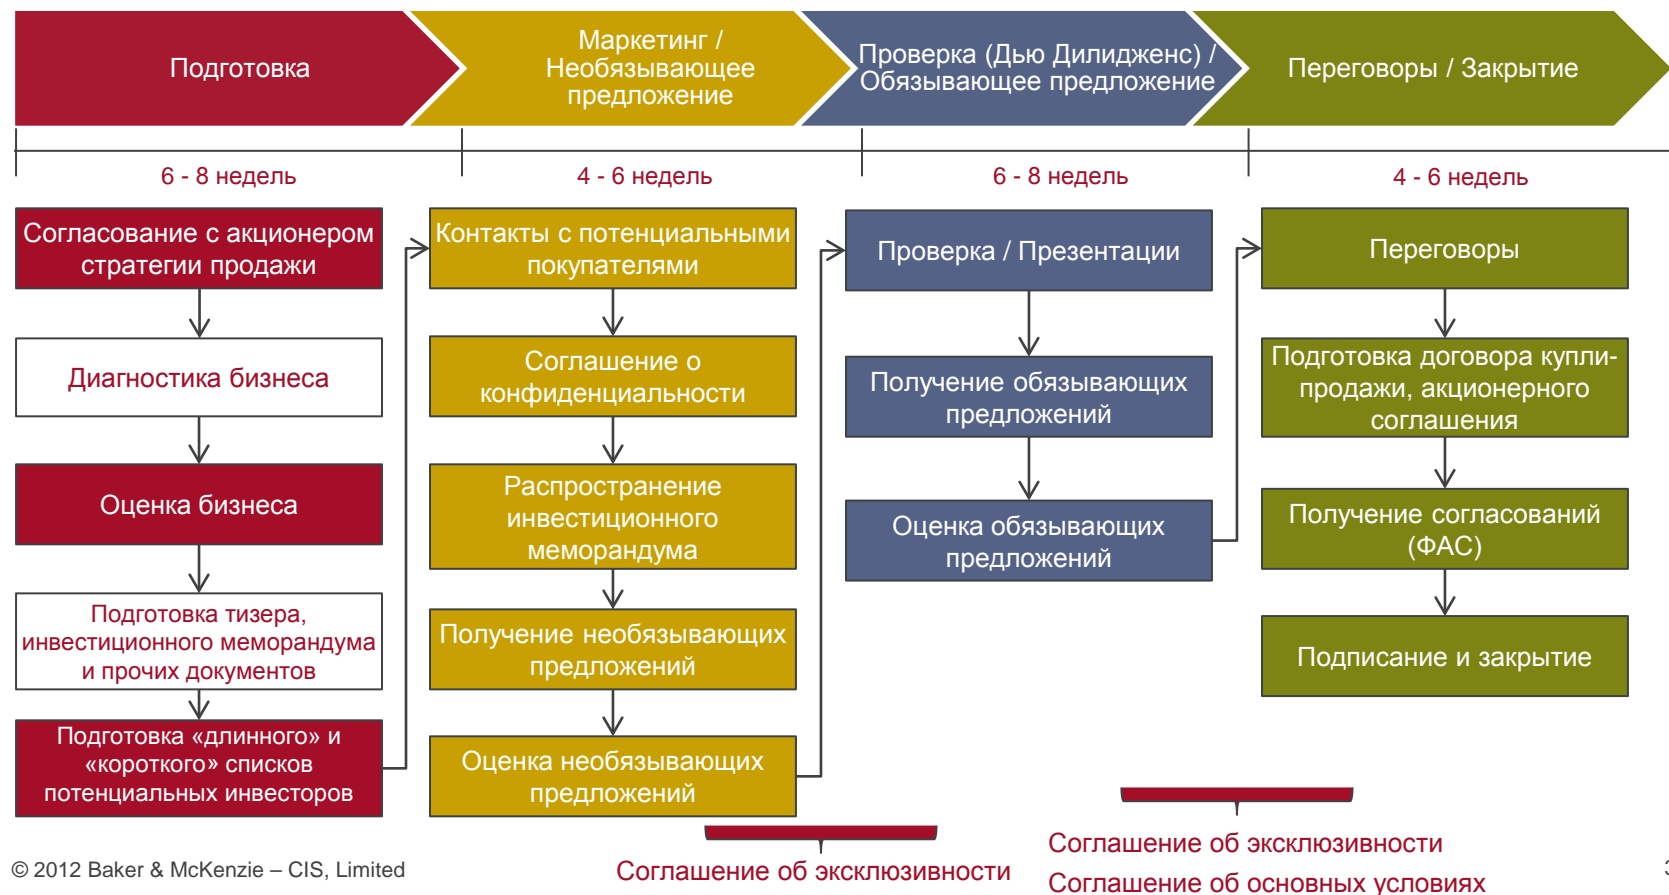 Подготовка
Маркетинг /
Необязывающее
предложение
Проверка (Дью Дилидженс) /
Обязывающее предложение
Переговоры / Закрытие
6 - 8 недель
4 - 6 недель
6 - 8 недель
4 - 6 недель
Согласование с акционером
стратегии продажи
Диагностика бизнеса
Оценка бизнеса
Подготовка тизера,
инвестиционного меморандума
и прочих документов
Подготовка «длинного» и
«короткого» списков
потенциальных инвесторов
Контакты с потенциальными
покупателями
Соглашение о
конфиденциальности
Распространение
инвестиционного
меморандума
Получение необязывающих
предложений
Оценка необязывающих
предложений
Проверка / Презентации
Получение обязывающих
предложений
Оценка обязывающих
предложений
Переговоры
Подготовка договора купли-
продажи, акционерного
соглашения
Получение согласований
(ФАС)
Подписание и закрытие
Соглашение об эксклюзивности
Соглашение об эксклюзивности
Соглашение об основных условиях
© 2012 Baker & McKenzie – CIS, Limited